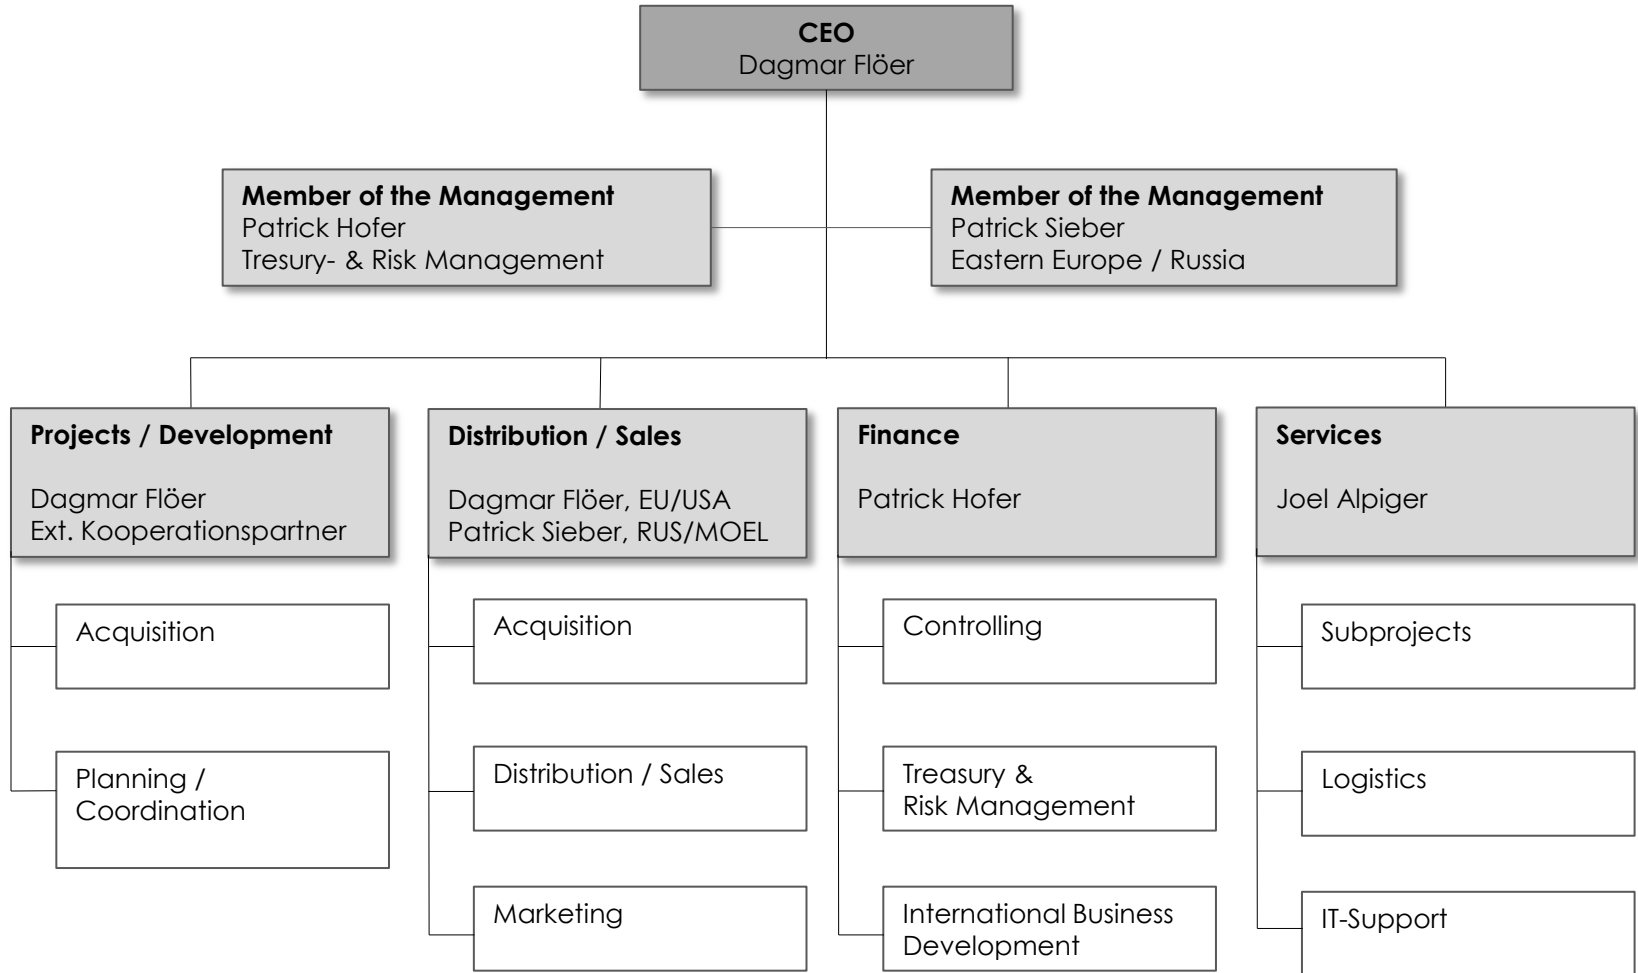 CEO
Dagmar Flöer
Member of the Management
Patrick Hofer
Tresury- & Risk Management
Member of the Management
Patrick Sieber
Eastern Europe / Russia
Projects / Development
Dagmar Flöer
Ext. Kooperationspartner
Acquisition
Planning /
Coordination
Distribution / Sales
Dagmar Flöer, EU/USA
Patrick Sieber, RUS/MOEL
Acquisition
Distribution / Sales
Marketing
Finance
Patrick Hofer
Controlling
Treasury &
Risk Management
International Business
Development
Services
Joel Alpiger
Subprojects
Logistics
IT-Support